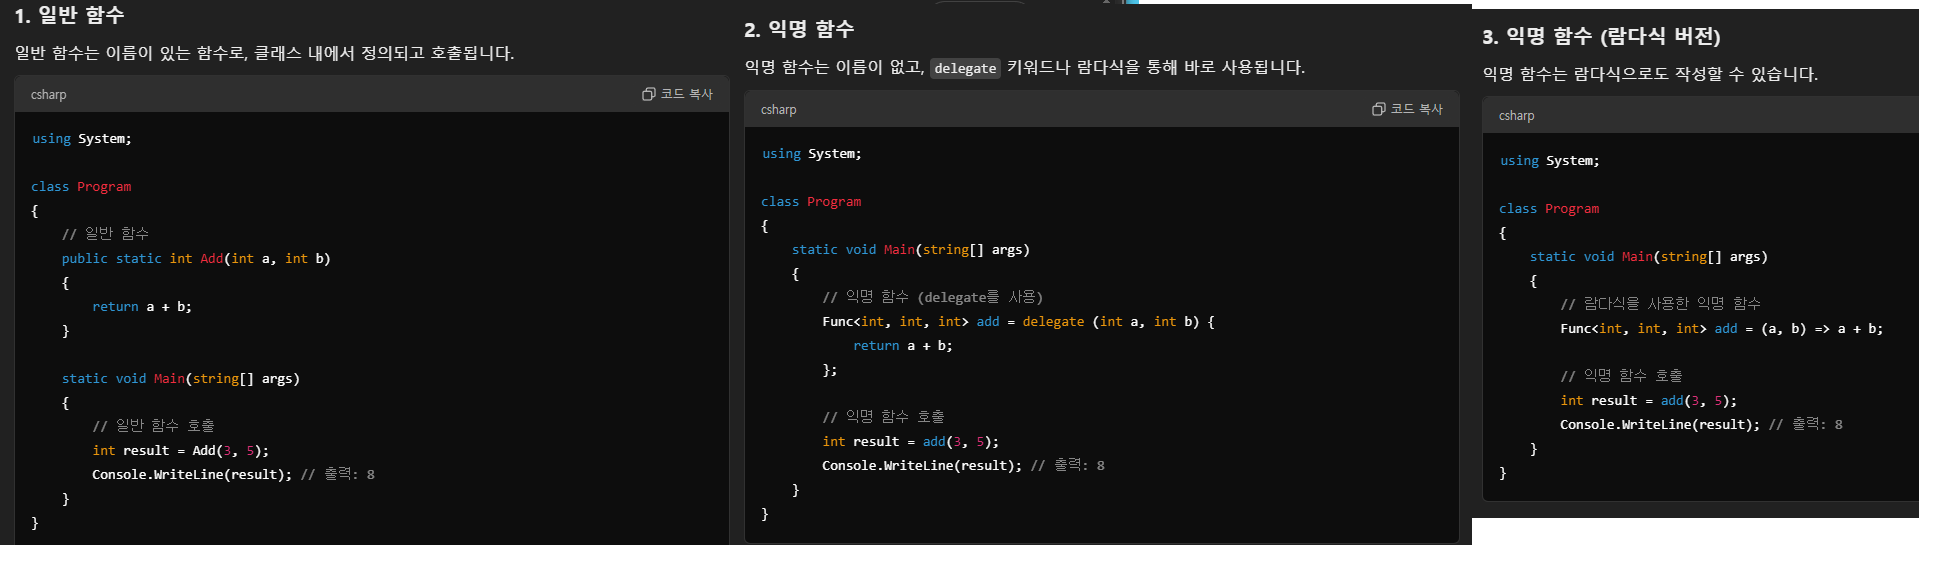 1. 일반 함수
일반 함수는 이름이 있는 함수로, 클래스 내에서 정의되고 호출됩니다.
csharp
코드 복사
using System;
class Program
{
// 일반 함수
public static int Add(int a, int b)
{
return a + b;
}
static void Main(string[] args)
{
// 일반 함수 호출
int result = Add(3, 5);
Console.WriteLine(result); // 출력: 8
}
}
2. 익명 함수
익명 함수는 이름이 없고, delegate 키워드나 람다식을 통해 바로 사용됩니다.
csharp
코드 복사
using System;
class Program
{
static void Main(string[] args)
{
// 익명 함수 (delegate를 사용)
Func<int, int, int> add = delegate (int a, int b) {
return a + b;
};
// 익명 함수 호출
int result = add(3, 5);
Console.WriteLine(result); // 출력: 8
}
}
3. 익명 함수 (람다식 버전)
익명 함수는 람다식으로도 작성할 수 있습니다.
csharp
using System;
class Program
{
static void Main(string[] args)
{
// 람다식을 사용한 익명 함수
Func<int, int, int> add = (a, b) => a + b;
// 익명 함수 호출
int result = add(3, 5);
Console.WriteLine(result); // 출력: 8
}
}